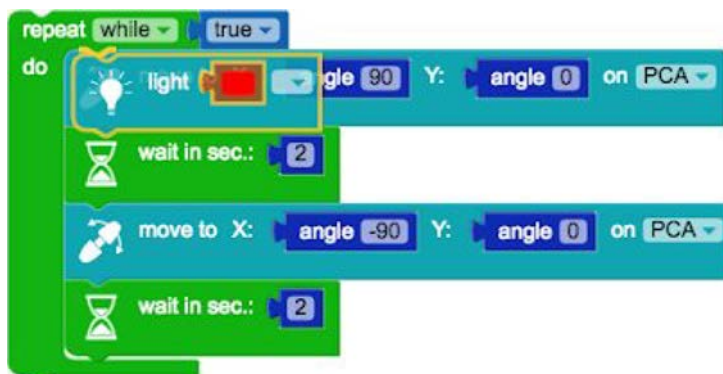 repeat while true
do
light gle 90 Y: angle 0 on PCA
wait in sec.: 2
move to X: angle -90 Y: angle 0 on PCA
wait in sec.: 2